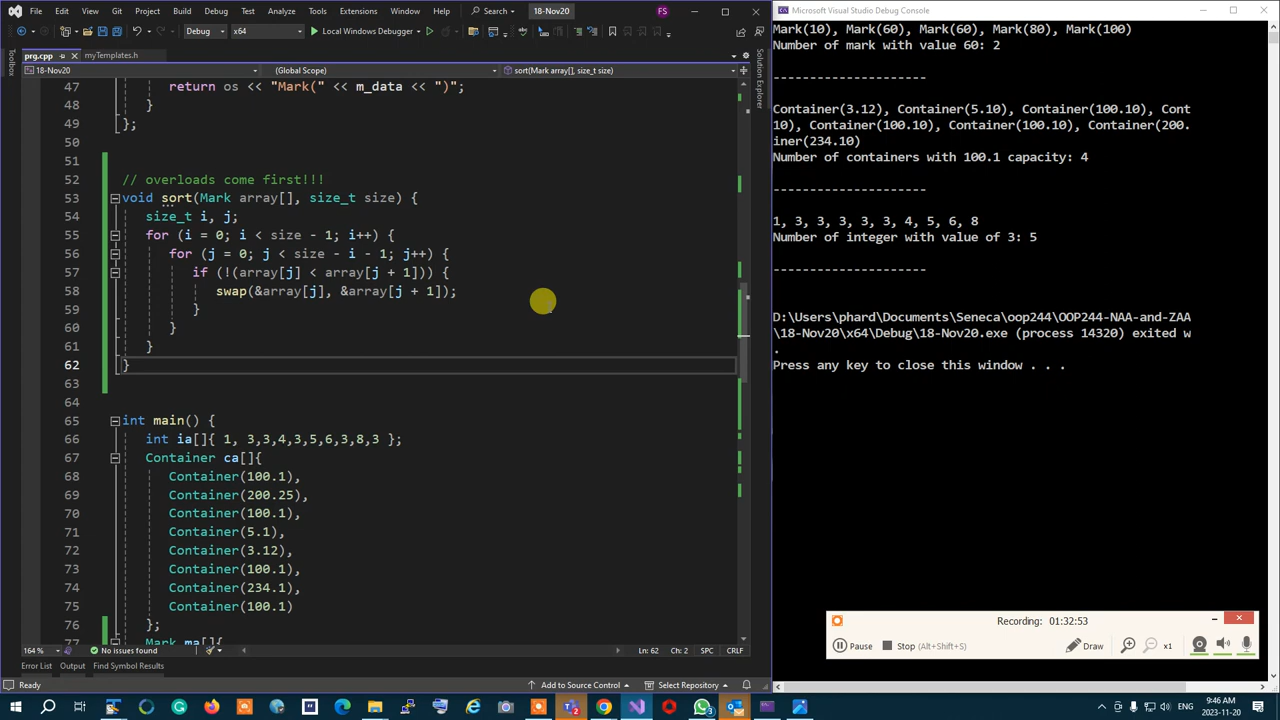 File Edit View Git Project Build Debug Test Analyze Tools Extensions Window Help Search 18-Nov20 FS
Microsoft Visual Studio Debug Console
Debug x64 Local Windows Debugger
prg.cpp myTemplates.h
18-Nov20 (Global Scope) sort(Mark array[], size_t size)
47 return os << "Mark(" << m_data << ")";
48 }
49 };
50
51
52 // overloads come first!!!
53 void sort(Mark array[], size_t size) {
54 size_t i, j;
55 for (i = 0; i < size - 1; i++) {
56 for (j = 0; j < size - i - 1; j++) {
57 if (!(array[j] < array[j + 1])) {
58 swap(&array[j], &array[j + 1]);
59 }
60 }
61 }
62 }
63
64
65 int main() {
66 int ia[]{ 1, 3,3,4,3,5,6,3,8,3 };
67 Container ca[]{
68 Container(100.1),
69 Container(200.25),
70 Container(100.1),
71 Container(5.1),
72 Container(3.12),
73 Container(100.1),
74 Container(234.1),
75 Container(100.1)
76 };
77 Mark ma[]{
Solution Explorer
Toolbox
164 % No issues found Ln: 62 Ch: 2 SPC CRLF
Error List Output Find Symbol Results
Ready Add to Source Control Select Repository
Mark(10), Mark(60), Mark(60), Mark(80), Mark(100)
Number of mark with value 60: 2
---------------------
Container(3.12), Container(5.10), Container(100.10), Cont
10), Container(100.10), Container(100.10), Container(200.
iner(234.10)
Number of containers with 100.1 capacity: 4
---------------------
1, 3, 3, 3, 3, 3, 4, 5, 6, 8
Number of integer with value of 3: 5
---------------------
D:\Users\phard\Documents\Seneca\oop244\OOP244-NAA-and-ZAA
\18-Nov20\x64\Debug\18-Nov20.exe (process 14320) exited w
.
Press any key to close this window . . .
Recording: 01:32:53
Pause Stop (Alt+Shift+S) Draw x1
3 ENG 9:46 AM
2023-11-20